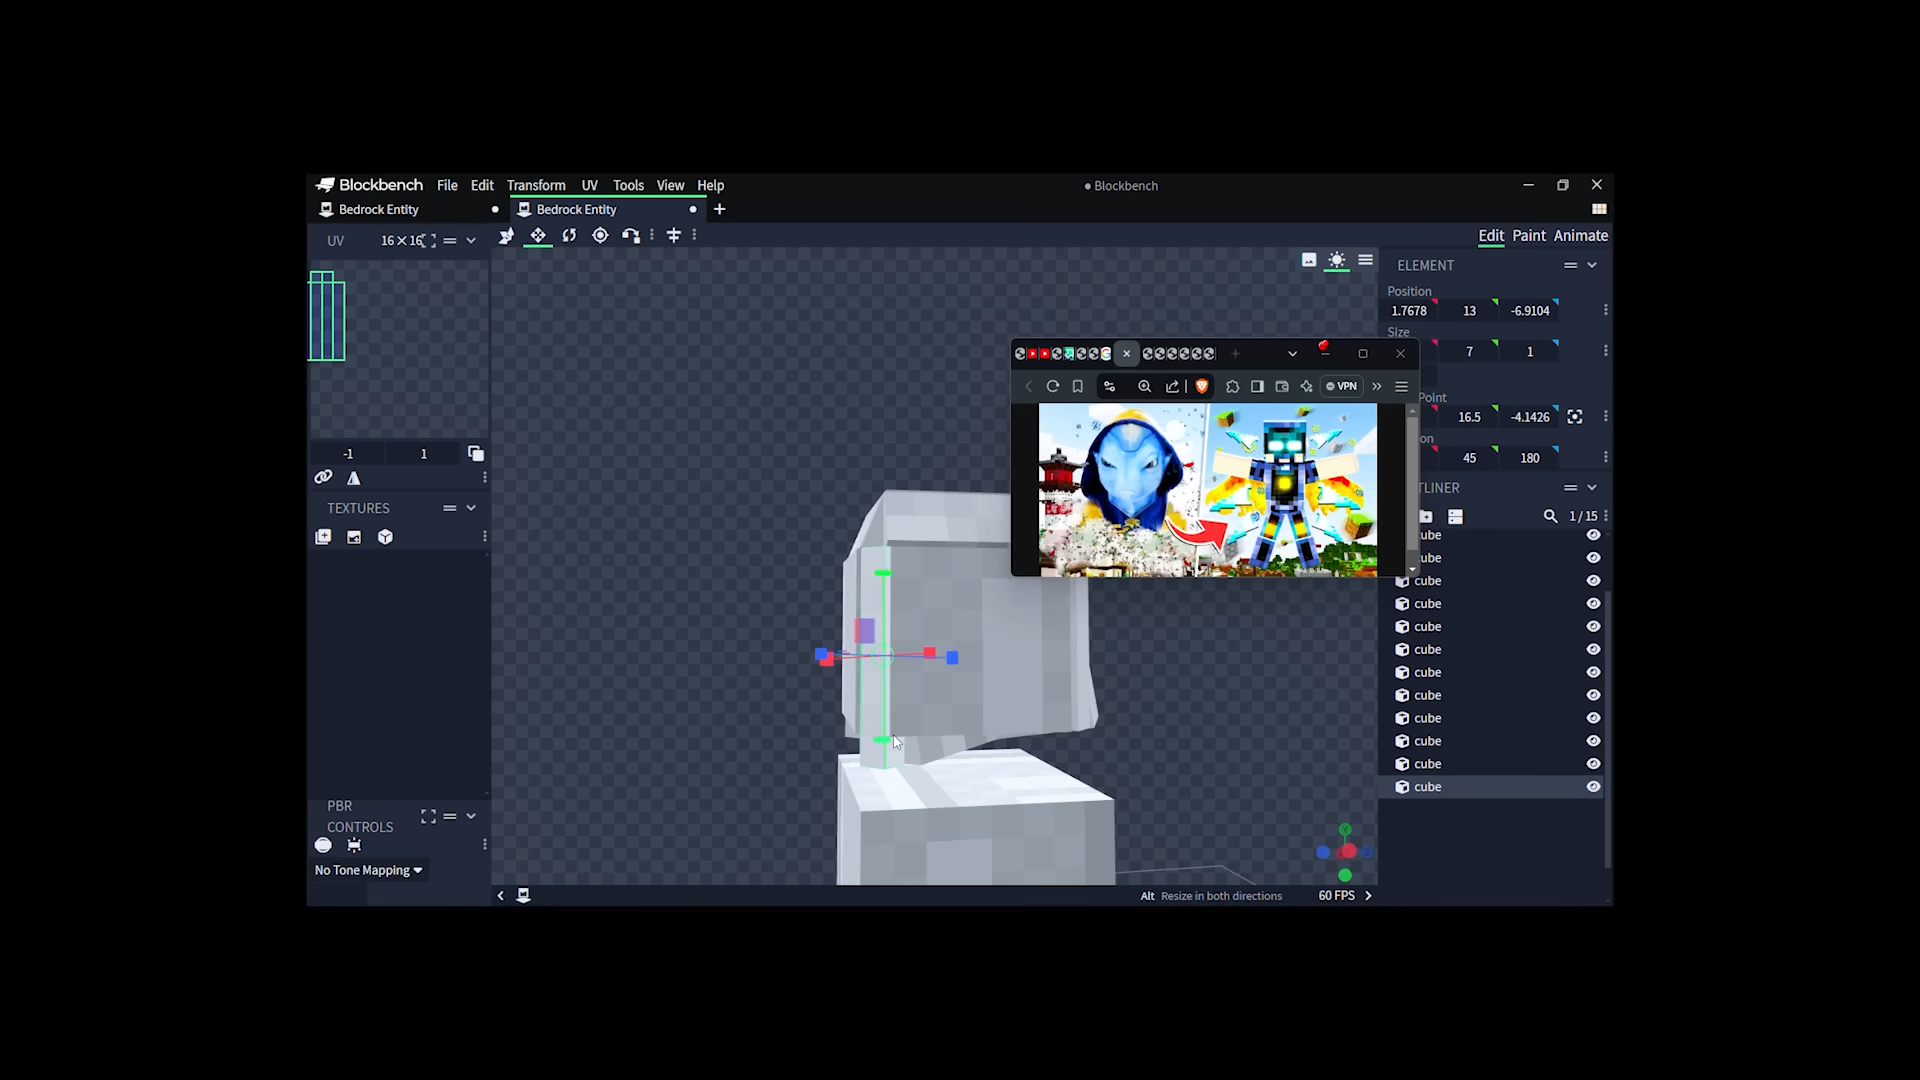 Blockbench File Edit Transform UV Tools View Help
Blockbench
Bedrock Entity
Bedrock Entity
UV 16×16
Edit Paint Animate
ELEMENT
Position
1.7678 13 -6.9104
Size
7 1
Point
16.5 -4.1426
on
45 180
TLINER
1 / 15
ube
ube
cube
cube
cube
cube
cube
cube
cube
cube
cube
cube
VPN
-1 1
TEXTURES
PBR
CONTROLS
No Tone Mapping
Y
Alt Resize in both directions 60 FPS